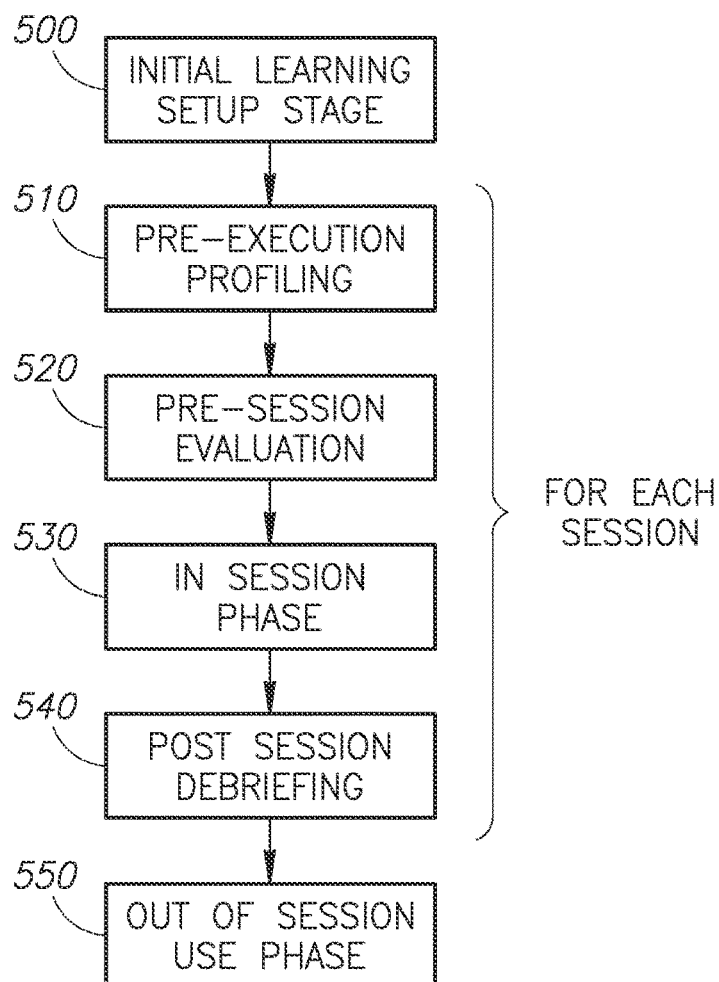 500
INITIAL LEARNING
SETUP STAGE
510
PRE-EXECUTION
PROFILING
520
PRE-SESSION
EVALUATION
FOR EACH
SESSION
530
IN SESSION
PHASE
540
POST SESSION
DEBRIEFING
550
OUT OF SESSION
USE PHASE